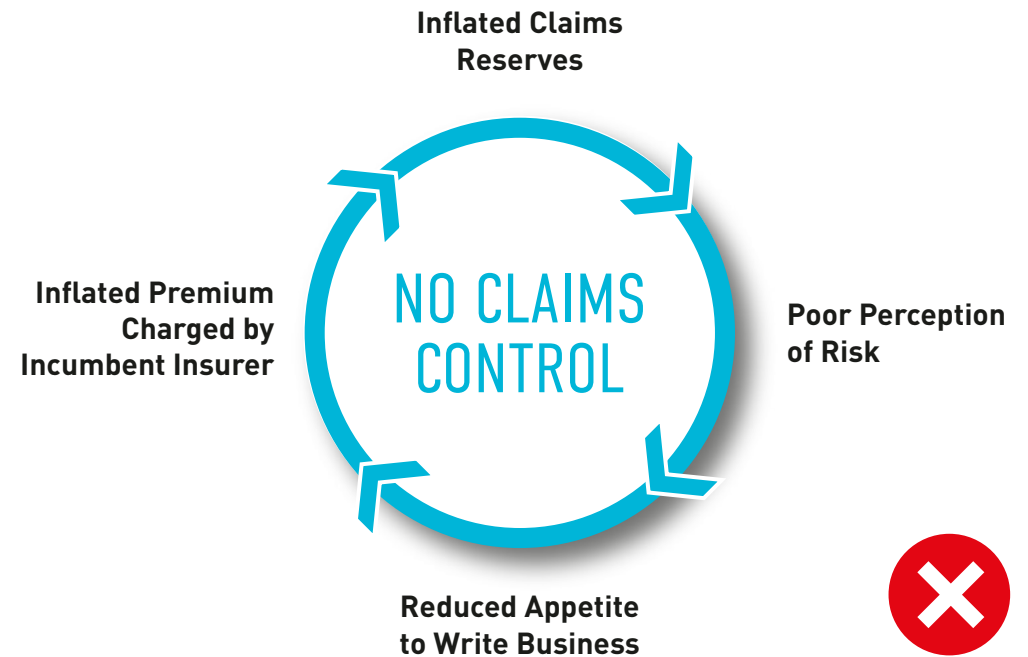 Inflated Claims
Reserves
Inflated Premium
Charged by
Incumbent Insurer
NO CLAIMS
CONTROL
Poor Perception
of Risk
Reduced Appetite
to Write Business